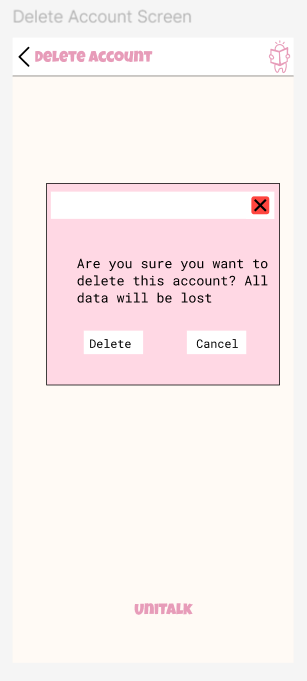 Delete Account Screen
Delete Account
Are you sure you want to
delete this account? All
data will be lost
Delete
Cancel
UNITALK